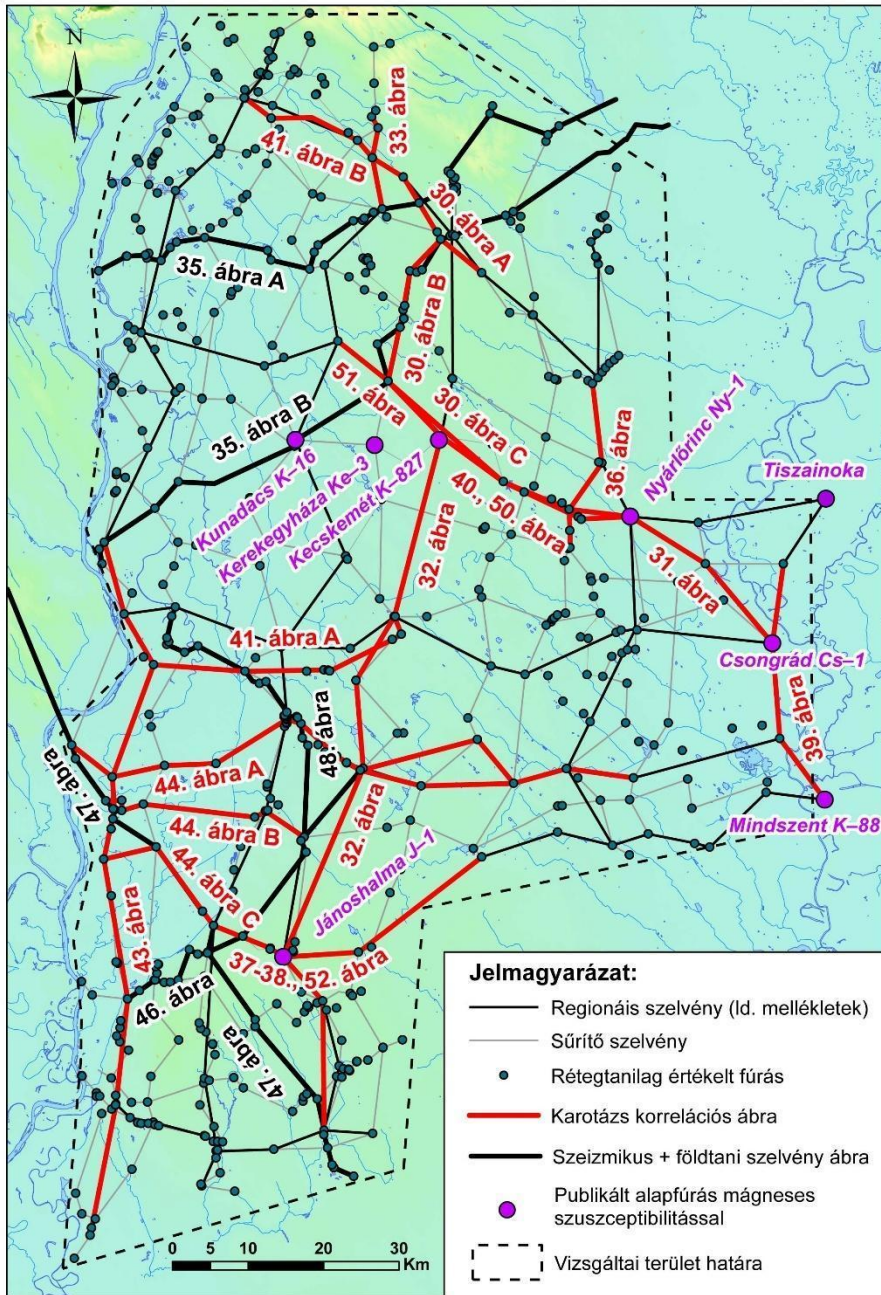 N
33. ábra
41. ábra B
30. ábra A
35. ábra A
30. ábra B
51. ábra
30. ábra C
35. ábra B
36. ábra
Nyárlőrinc Ny–1
Tiszainoka
Kunadacs K–16
Kerekegyháza Ke–3
Kecskemét K–827
40., 50. ábra
32. ábra
31. ábra
41. ábra A
Csongrád Cs–1
39. ábra
48. ábra
47. ábra
44. ábra A
44. ábra B
32. ábra
Mindszent K–88
Jánoshalma J–1
44. ábra C
43. ábra
37-38., 52. ábra
46. ábra
47. ábra
0 5 10 20 30
Km
Jelmagyarázat:
Regionáis szelvény (ld. mellékletek)
Sűrítő szelvény
Rétegtanilag értékelt fúrás
Karotázs korrelációs ábra
Szeizmikus + földtani szelvény ábra
Publikált alapfúrás mágneses
szuszceptibilitással
Vizsgáltai terület határa